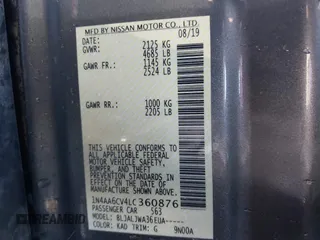 MFD BY NISSAN MOTOR CO., LTD.
DATE: 08/19
GVWR: 2125 KG
4685 LB
GAWR FR.: 1145 KG
2524 LB
GAWR RR.: 1000 KG
2205 LB
THIS VEHICLE CONFORMS TO ALL
APPLICABLE FEDERAL MOTOR VEHICLE
SAFETY, BUMPER, AND THEFT
PREVENTION STANDARDS IN EFFECT
ON THE DATE OF MANUFACTURE
SHOWN ABOVE.
1N4AA6CV4LC360876
PASSENGER CAR S63
MODEL: BL3ALJWA36EUA-----
COLOR: KAD TRIM: G 9N00A